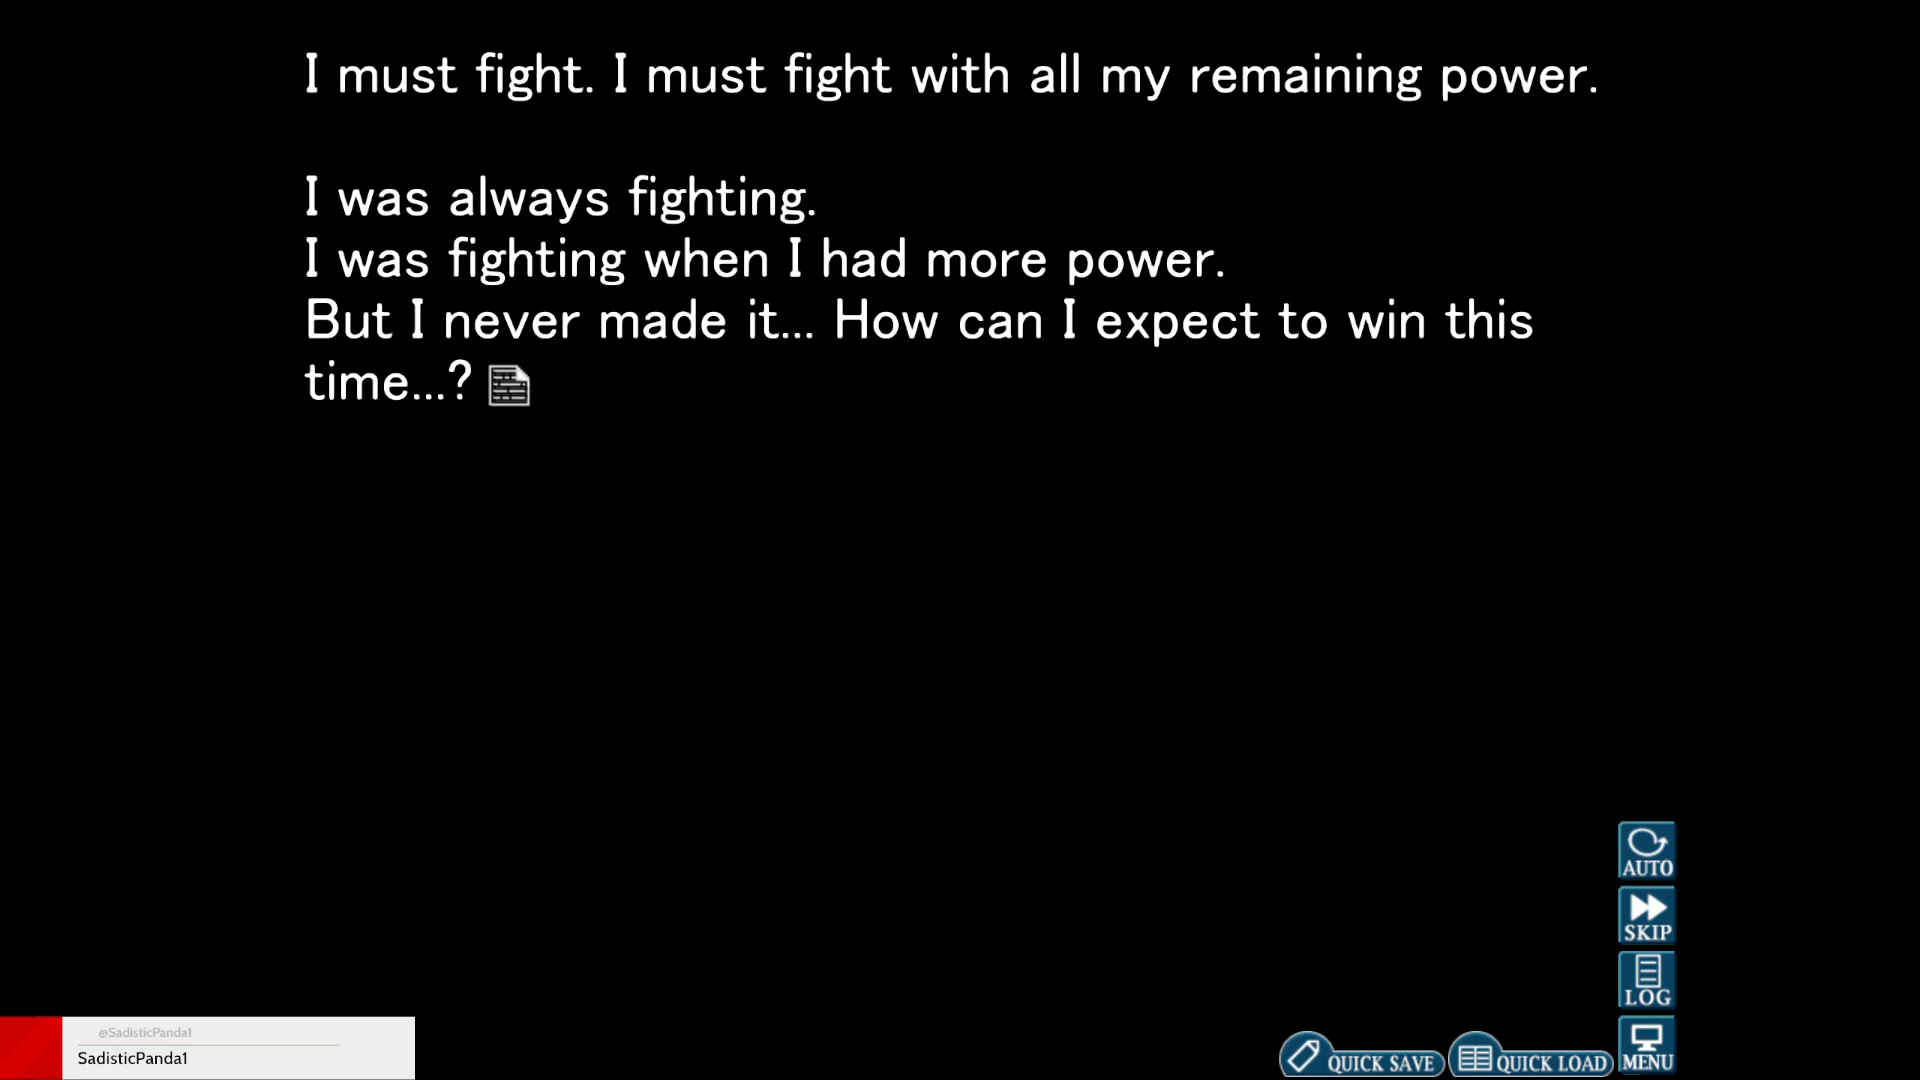 I must fight. I must fight with all my remaining power.
I was always fighting.
I was fighting when I had more power.
But I never made it... How can I expect to win this
time...?
AUTO
SKIP
LOG
MENU
QUICK SAVE
QUICK LOAD
@SadisticPanda1
SadisticPanda1